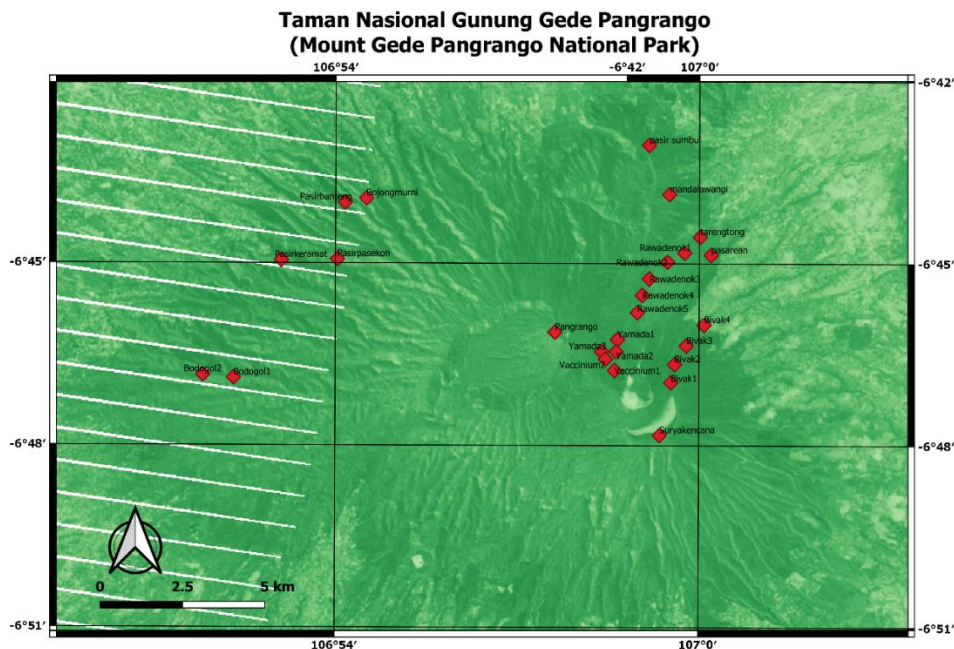 Taman Nasional Gunung Gede Pangrango
(Mount Gede Pangrango National Park)
106°54′ -6°42′ 107°0′
-6°42′
pasir sumbu
Pasirbanteng Bojongmurni mandalawangi
tarengtong
Rawadenok1 pasarean
Pasirkeramat Pasirpasekon Rawadenok2
-6°45′ -6°45′
Rawadenok3
Rawadenok4
Rawadenok5
Bivak4
Pangrango Yamada1
Yamada3 Bivak3
Yamada2
Vaccinium2 Bivak2
Bodogol2 Bodogol1 Vaccinium1
Bivak1
Suryakencana
-6°48′ -6°48′
0 2.5 5 km
-6°51′ -6°51′
106°54′ 107°0′